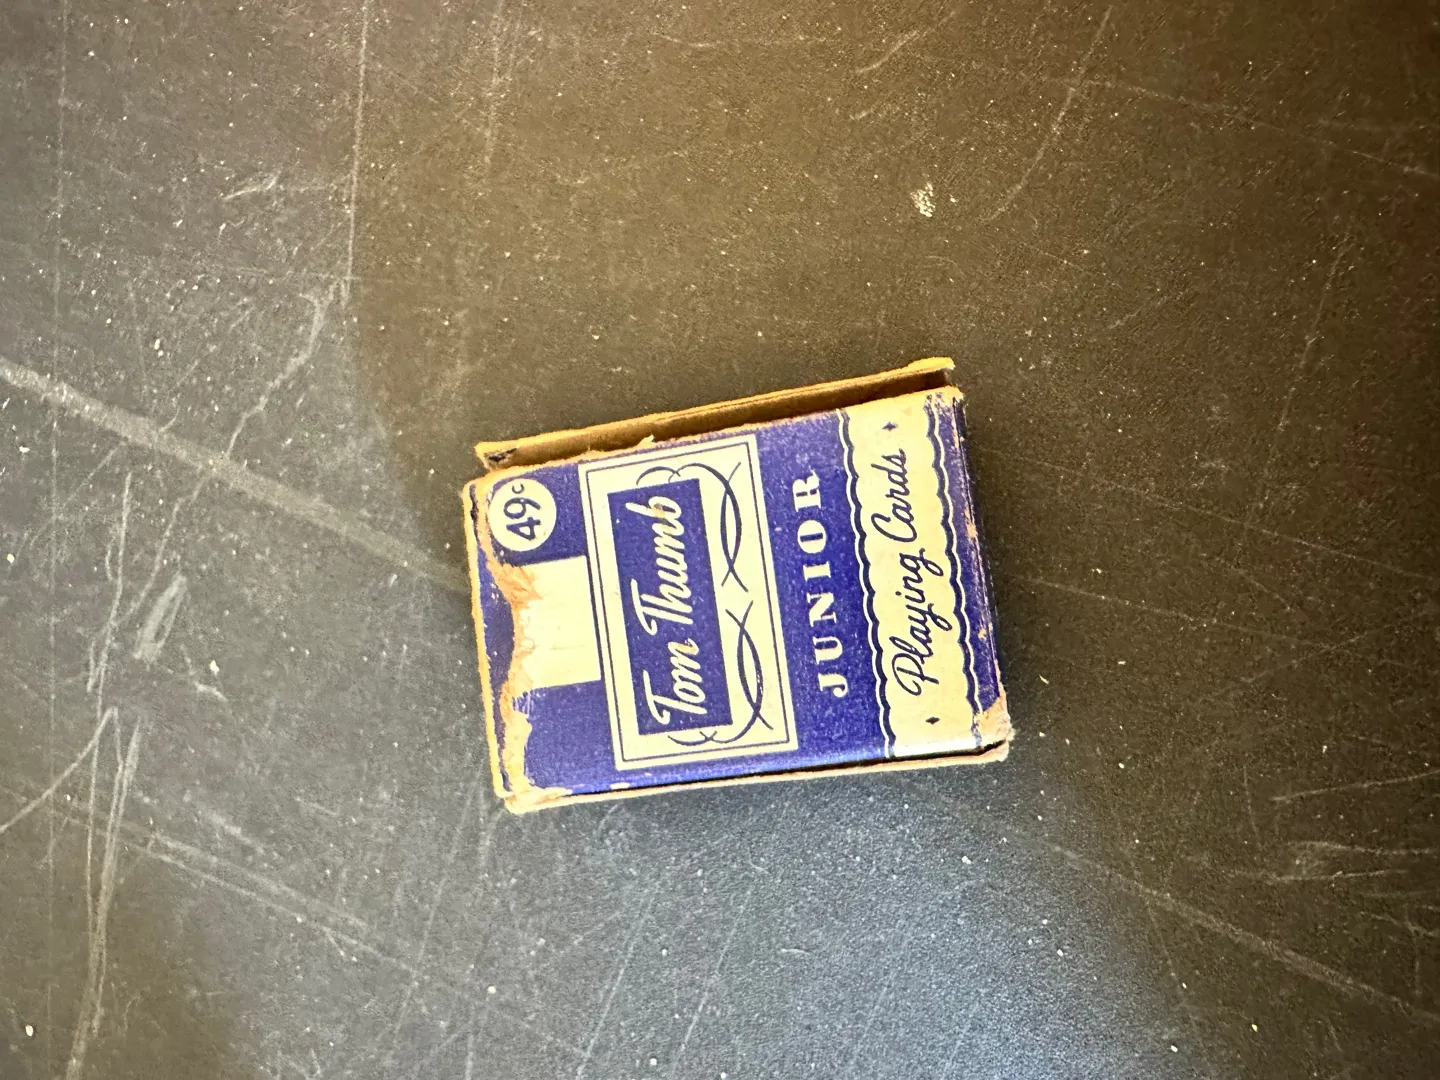 49¢
Tom Thumb
JUNIOR
Playing Cards